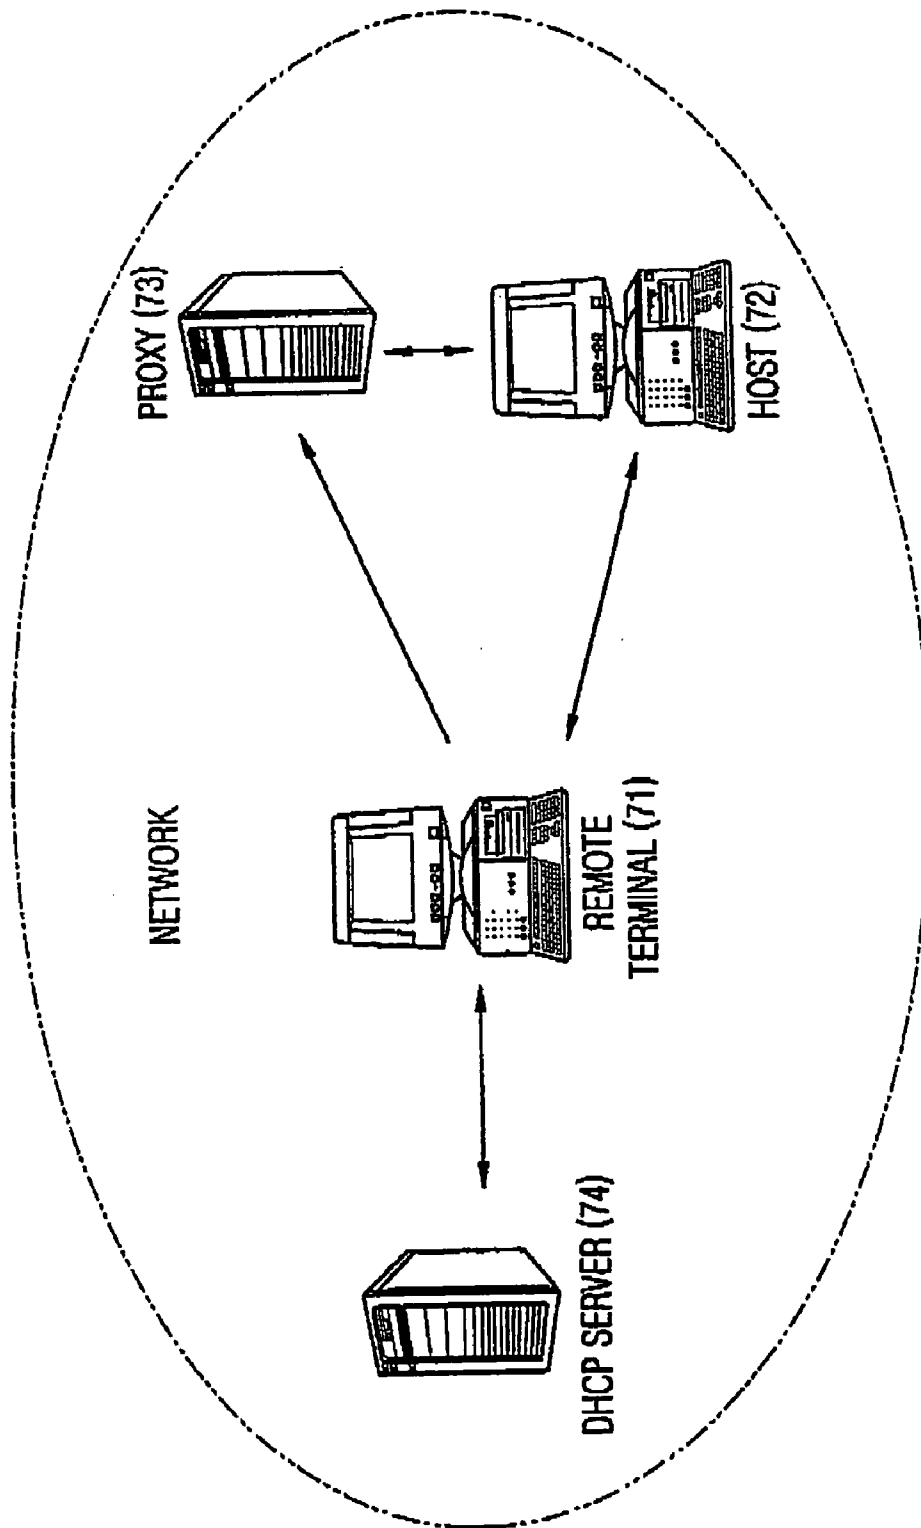 NETWORK
PROXY (73)
DHCP SERVER (74)
REMOTE
TERMINAL (71)
HOST (72)